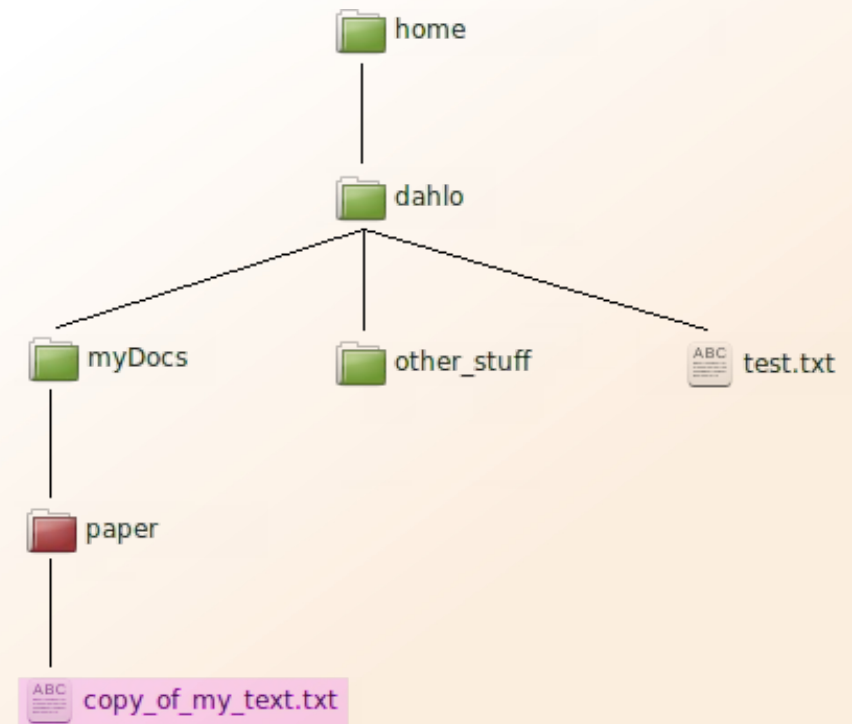 home
dahlo
myDocs
other_stuff
test.txt
paper
copy_of_my_text.txt
ABC
ABC